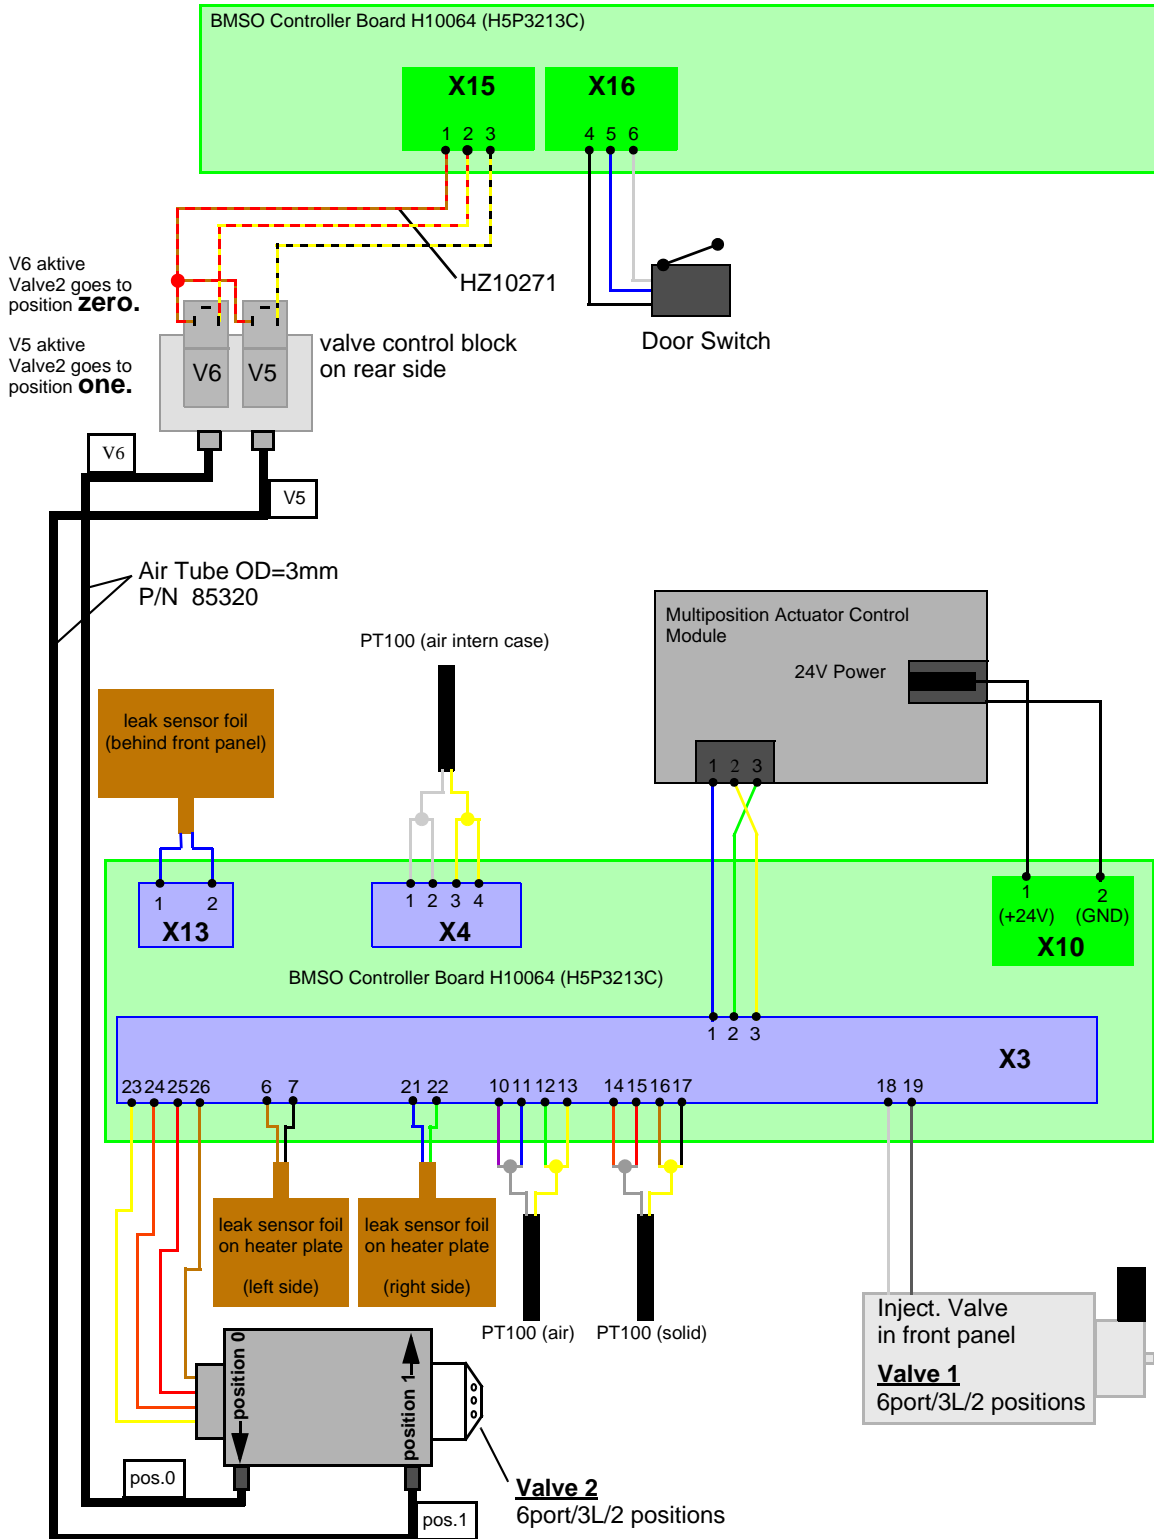 BMSO Controller Board H10064 (H5P3213C)
X15
X16
1 2 3
4 5 6
HZ10271
Door Switch
V6 aktive
Valve2 goes to
position zero.
V5 aktive
Valve2 goes to
position one.
V6
V5
valve control block
on rear side
V6
V5
Air Tube OD=3mm
P/N 85320
PT100 (air intern case)
Multiposition Actuator Control
Module
24V Power
1 2 3
leak sensor foil
(behind front panel)
1 2
X13
1 2 3 4
X4
1 2
(+24V) (GND)
X10
BMSO Controller Board H10064 (H5P3213C)
1 2 3
X3
23 24 25 26
6 7
21 22
10 11 12 13
14 15 16 17
18 19
leak sensor foil
on heater plate
(left side)
leak sensor foil
on heater plate
(right side)
PT100 (air)
PT100 (solid)
Inject. Valve
in front panel
Valve 1
6port/3L/2 positions
position 0
position 1
pos.0
pos.1
Valve 2
6port/3L/2 positions